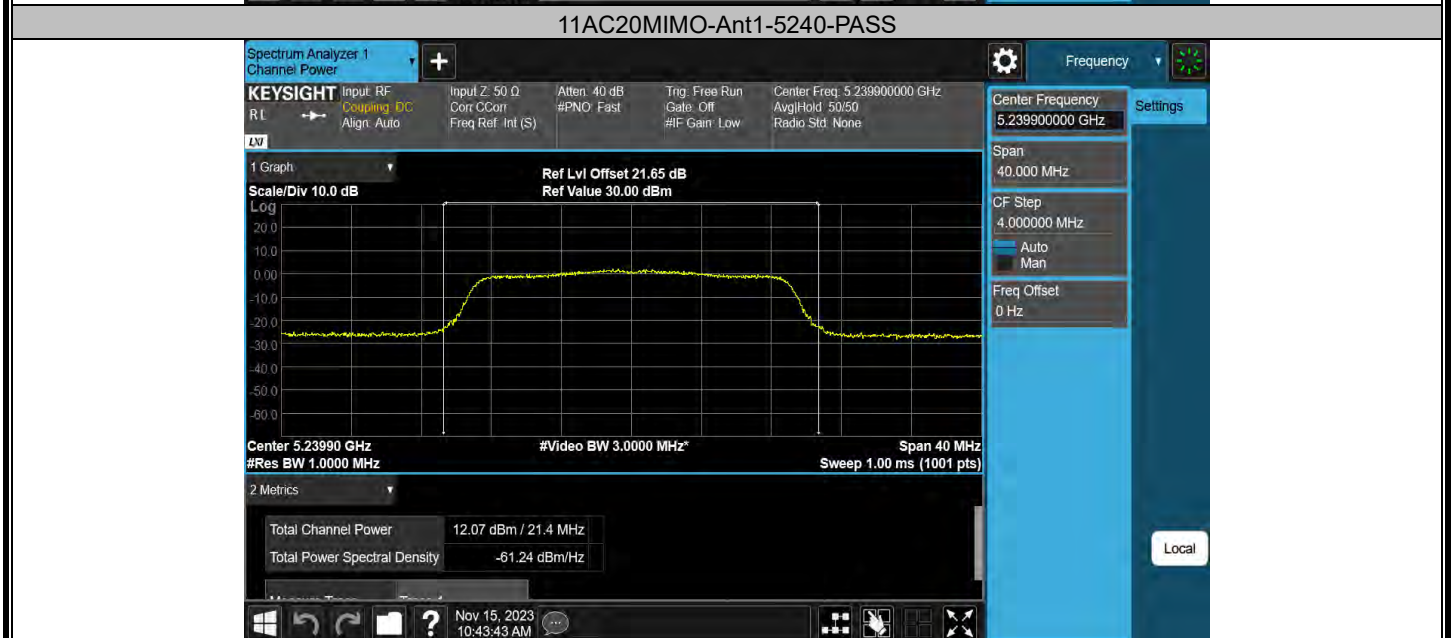 11AC20MIMO-Ant1-5240-PASS
Spectrum Analyzer 1
Channel Power
+
Frequency
KEYSIGHT
RL
LXI
Input: RF
Coupling: DC
Align: Auto
Input Z: 50 Ω
Corr CCorr
Freq Ref: Int (S)
Atten: 40 dB
#PNO: Fast
Trig: Free Run
Gate: Off
#IF Gain: Low
Center Freq: 5.239900000 GHz
Avg|Hold: 50/50
Radio Std: None
Center Frequency
5.239900000 GHz
Settings
Span
40.000 MHz
CF Step
4.000000 MHz
Auto
Man
Freq Offset
0 Hz
1 Graph
Scale/Div 10.0 dB
Ref Lvl Offset 21.65 dB
Ref Value 30.00 dBm
Log
20.0
10.0
0.00
-10.0
-20.0
-30.0
-40.0
-50.0
-60.0
Center 5.23990 GHz
#Video BW 3.0000 MHz*
Span 40 MHz
#Res BW 1.0000 MHz
Sweep 1.00 ms (1001 pts)
2 Metrics
Total Channel Power 12.07 dBm / 21.4 MHz
Total Power Spectral Density -61.24 dBm/Hz
Local
?
Nov 15, 2023
10:43:43 AM